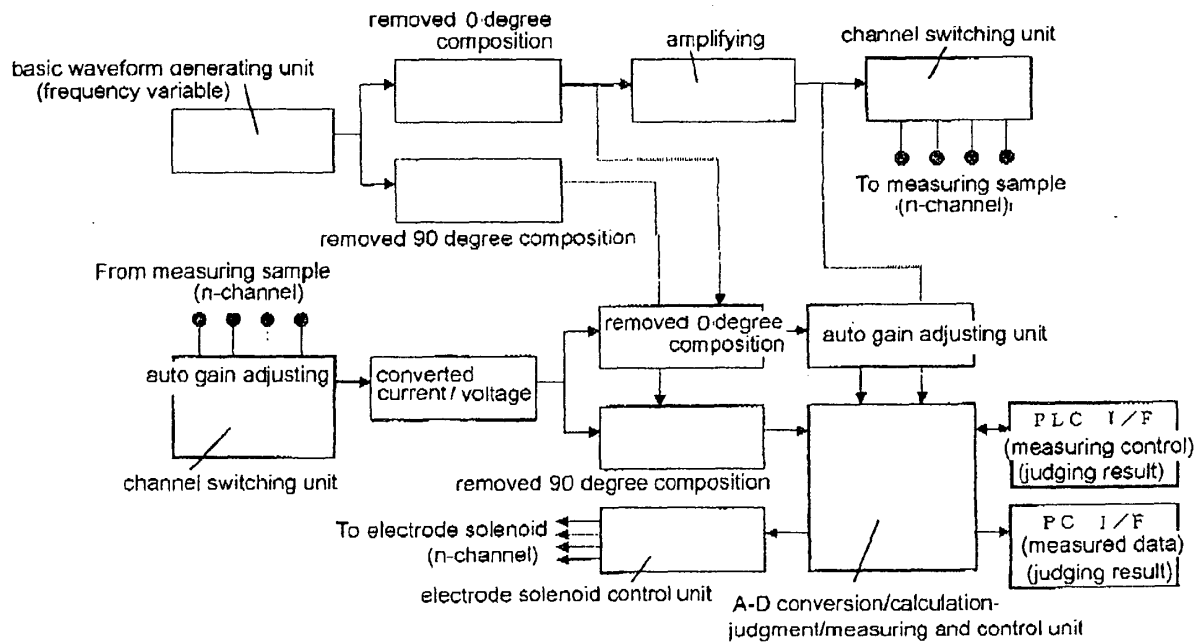 removed 0 degree
composition
amplifying
channel switching unit
basic waveform generating unit
(frequency variable)
To measuring sample
(n-channel)
removed 90 degree composition
From measuring sample
(n-channel)
removed 0 degree
composition
auto gain adjusting unit
auto gain adjusting
converted
current / voltage
PLC I/F
(measuring control)
(judging result)
channel switching unit
removed 90 degree composition
To electrode solenoid
(n-channel)
PC I/F
(measured data)
(judging result)
electrode solenoid control unit
A-D conversion/calculation-
judgment/measuring and control unit